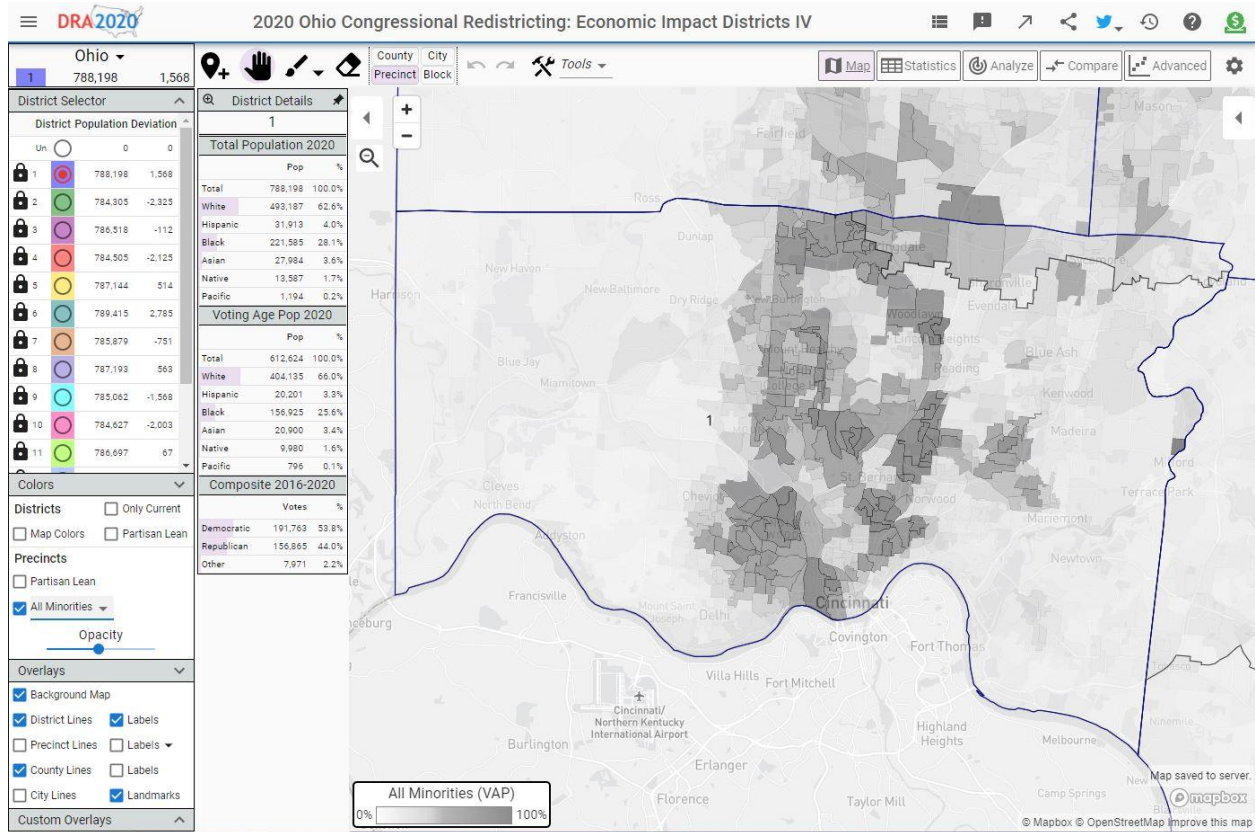 DRA2020
2020 Ohio Congressional Redistricting: Economic Impact Districts IV
Ohio
1 788,198 1,568
County City
Precinct Block
Tools
Map
Statistics
Analyze
Compare
Advanced
District Selector
District Population Deviation
Un 0 0
1 788,198 1,568
2 784,305 -2,325
3 786,518 -112
4 784,505 -2,125
5 787,144 514
6 789,415 2,785
7 785,879 -751
8 787,193 563
9 785,062 -1,568
10 784,627 -2,003
11 786,697 67
Colors
Districts Only Current
Map Colors Partisan Lean
Precincts
Partisan Lean
All Minorities
Opacity
Overlays
Background Map
District Lines Labels
Precinct Lines Labels
County Lines Labels
City Lines Landmarks
Custom Overlays
District Details
1
Total Population 2020
Pop %
Total 788,198 100.0%
White 493,187 62.6%
Hispanic 31,913 4.0%
Black 221,585 28.1%
Asian 27,984 3.6%
Native 13,587 1.7%
Pacific 1,194 0.2%
Voting Age Pop 2020
Pop %
Total 612,624 100.0%
White 404,135 66.0%
Hispanic 20,201 3.3%
Black 156,925 25.6%
Asian 20,900 3.4%
Native 9,980 1.6%
Pacific 796 0.1%
Composite 2016-2020
Votes %
Democratic 191,763 53.8%
Republican 156,865 44.0%
Other 7,971 2.2%
+
−
Mason
Fairfield
Ross
Dunlap
New Haven
Harrison
New Baltimore
Dry Ridge
New Burlington
Sharonville
Evendale
Woodlawn
Lincoln Heights
Blue Ash
Reading
Blue Jay
Miamitown
Kenwood
1
Madeira
Milford
Cleves
North Bend
Cheviot
St. Bernard
Norwood
Terrace Park
Addyston
Mariemont
Newtown
Francisville
Mount Saint
Joseph
Delhi
Cincinnati
Covington
Fort Thomas
Villa Hills
Fort Mitchell
Cincinnati/
Northern Kentucky
International Airport
Burlington
Highland
Heights
Melbourne
Ninemile
Erlanger
Florence
Taylor Mill
Camp Springs
All Minorities (VAP)
0% 100%
Map saved to server.
mapbox
© Mapbox © OpenStreetMap Improve this map